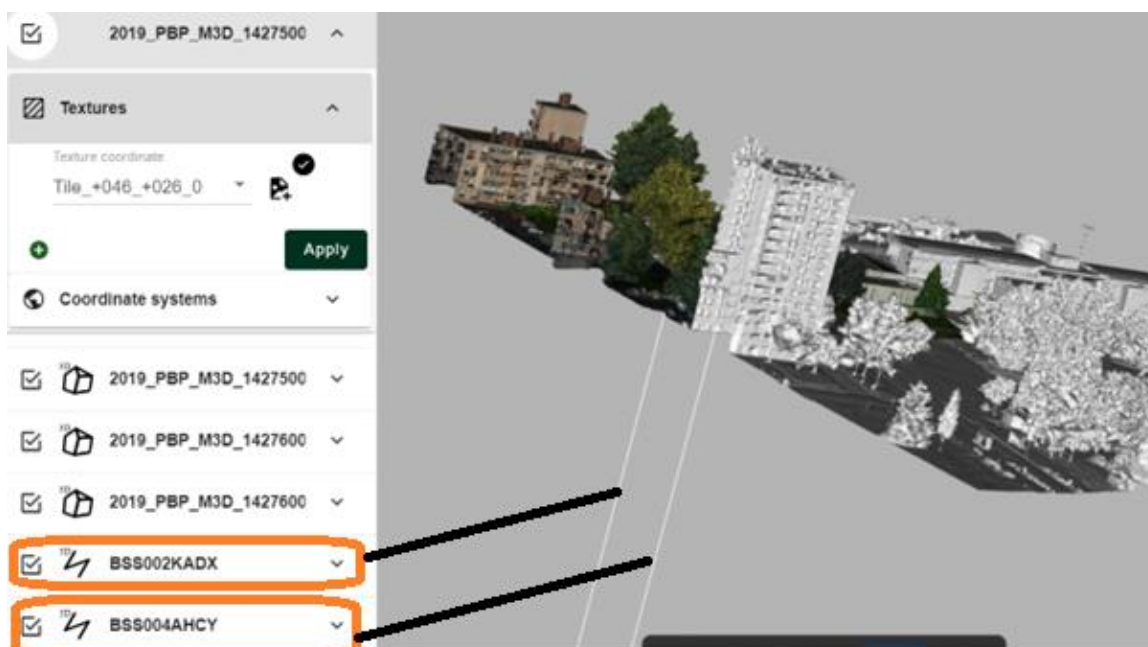 2019_PBP_M3D_1427500
Textures
Texture coordinate
Tile_+046_+026_0
Apply
Coordinate systems
2019_PBP_M3D_1427500
2019_PBP_M3D_1427600
2019_PBP_M3D_1427600
BSS002KADX
BSS004AHCY